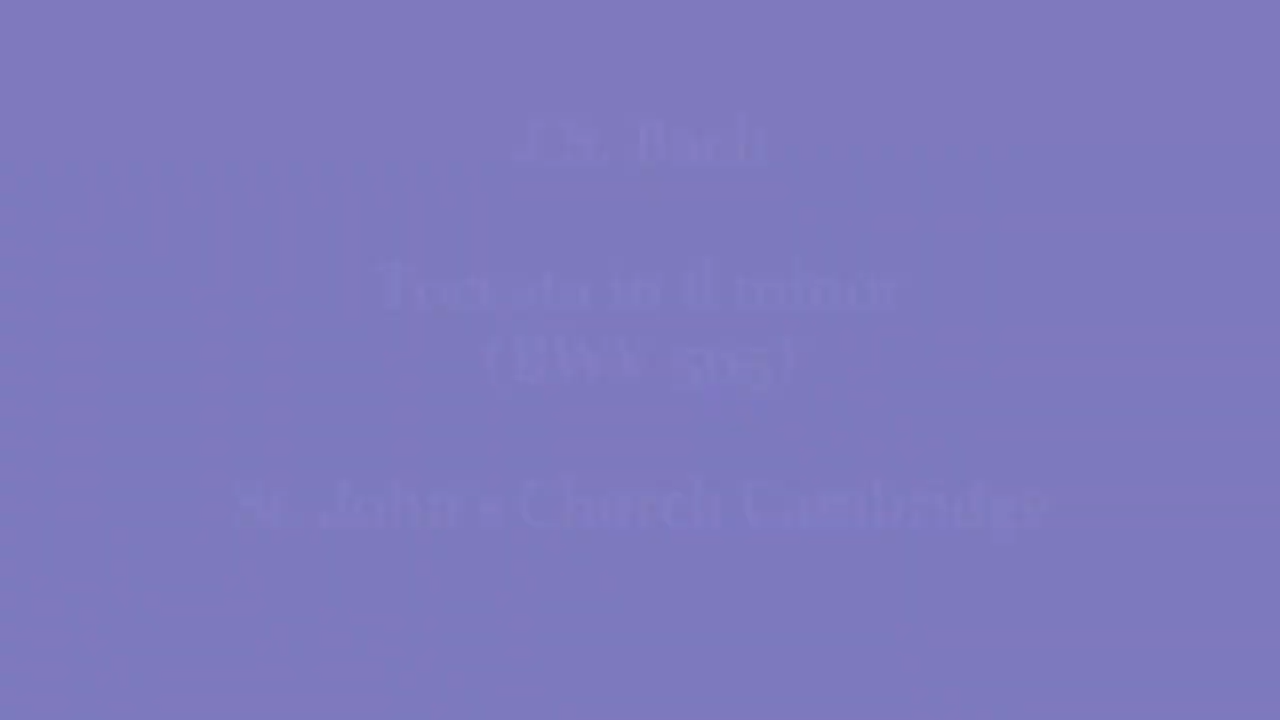 J.S. Bach
Toccata in d minor
(BWV 565)
St. John's Church Cambridge